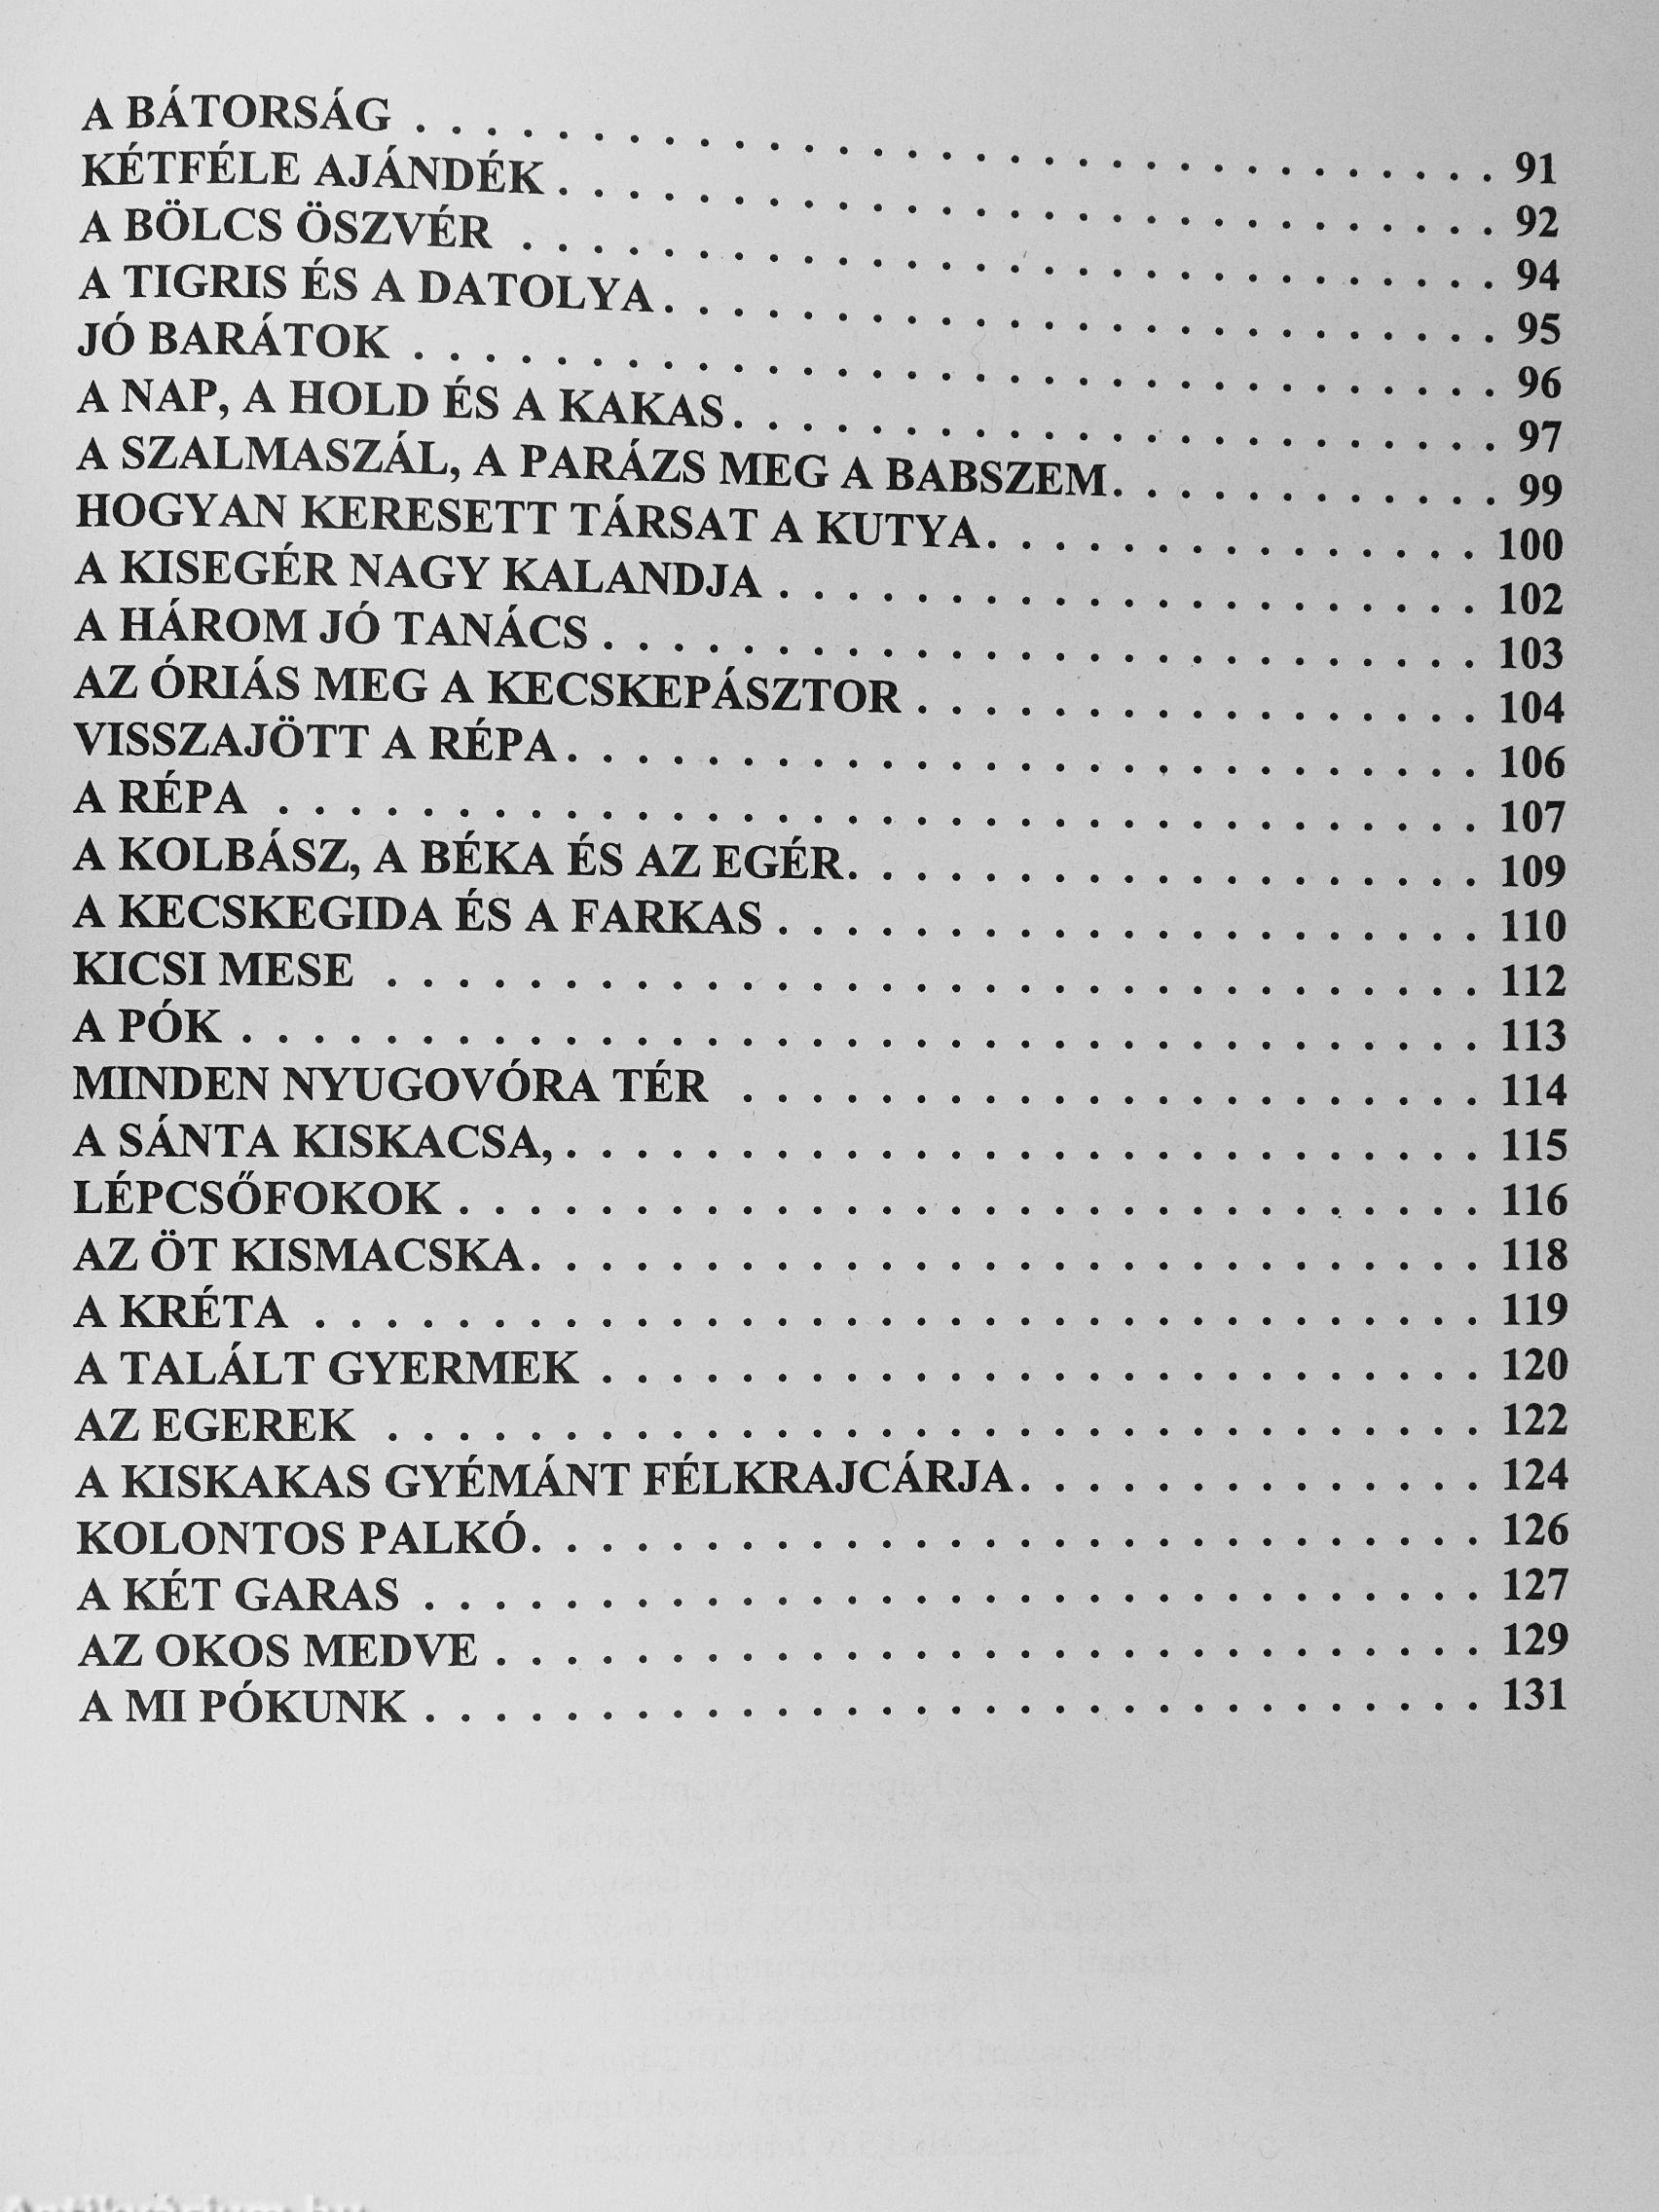 A BÁTORSÁG . . . . . . . . . . . . . . . . . . . . . . . . . . . . . . . 91
KÉTFÉLE AJÁNDÉK . . . . . . . . . . . . . . . . . . . . . . . . . . . 92
A BÖLCS ÖSZVÉR . . . . . . . . . . . . . . . . . . . . . . . . . . . . 94
A TIGRIS ÉS A DATOLYA . . . . . . . . . . . . . . . . . . . . . . . . 95
JÓ BARÁTOK . . . . . . . . . . . . . . . . . . . . . . . . . . . . . . . 96
A NAP, A HOLD ÉS A KAKAS . . . . . . . . . . . . . . . . . . . . . . 97
A SZALMASZÁL, A PARÁZS MEG A BABSZEM . . . . . . . . . . . . 99
HOGYAN KERESETT TÁRSAT A KUTYA . . . . . . . . . . . . . . . 100
A KISEGÉR NAGY KALANDJA . . . . . . . . . . . . . . . . . . . . . 102
A HÁROM JÓ TANÁCS . . . . . . . . . . . . . . . . . . . . . . . . . . 103
AZ ÓRIÁS MEG A KECSKEPÁSZTOR . . . . . . . . . . . . . . . . . 104
VISSZAJÖTT A RÉPA . . . . . . . . . . . . . . . . . . . . . . . . . . . 106
A RÉPA . . . . . . . . . . . . . . . . . . . . . . . . . . . . . . . . . . . 107
A KOLBÁSZ, A BÉKA ÉS AZ EGÉR . . . . . . . . . . . . . . . . . . . 109
A KECSKEGIDA ÉS A FARKAS . . . . . . . . . . . . . . . . . . . . . 110
KICSI MESE . . . . . . . . . . . . . . . . . . . . . . . . . . . . . . . . 112
A PÓK . . . . . . . . . . . . . . . . . . . . . . . . . . . . . . . . . . . . 113
MINDEN NYUGOVÓRA TÉR . . . . . . . . . . . . . . . . . . . . . . 114
A SÁNTA KISKACSA, . . . . . . . . . . . . . . . . . . . . . . . . . . . 115
LÉPCSŐFOKOK . . . . . . . . . . . . . . . . . . . . . . . . . . . . . . 116
AZ ÖT KISMACSKA . . . . . . . . . . . . . . . . . . . . . . . . . . . . 118
A KRÉTA . . . . . . . . . . . . . . . . . . . . . . . . . . . . . . . . . . 119
A TALÁLT GYERMEK . . . . . . . . . . . . . . . . . . . . . . . . . . 120
AZ EGEREK . . . . . . . . . . . . . . . . . . . . . . . . . . . . . . . . 122
A KISKAKAS GYÉMÁNT FÉLKRAJCÁRJA . . . . . . . . . . . . . . 124
KOLONTOS PALKÓ . . . . . . . . . . . . . . . . . . . . . . . . . . . . 126
A KÉT GARAS . . . . . . . . . . . . . . . . . . . . . . . . . . . . . . . 127
AZ OKOS MEDVE . . . . . . . . . . . . . . . . . . . . . . . . . . . . . 129
A MI PÓKUNK . . . . . . . . . . . . . . . . . . . . . . . . . . . . . . . 131